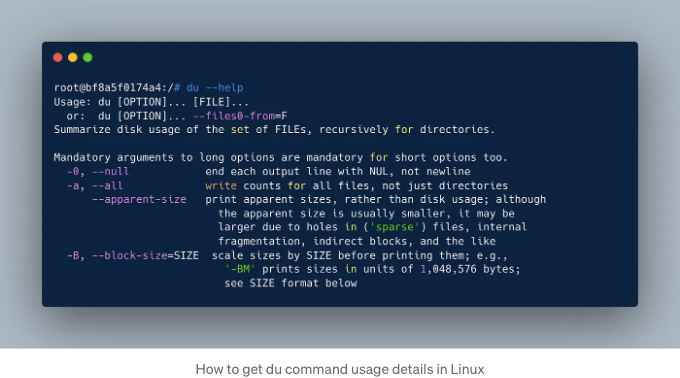 root@bf8a5f0174a4:/# du --help
Usage: du [OPTION]... [FILE]...
  or:  du [OPTION]... --files0-from=F
Summarize disk usage of the set of FILEs, recursively for directories.

Mandatory arguments to long options are mandatory for short options too.
  -0, --null            end each output line with NUL, not newline
  -a, --all             write counts for all files, not just directories
      --apparent-size   print apparent sizes, rather than disk usage; although
                          the apparent size is usually smaller, it may be
                          larger due to holes in ('sparse') files, internal
                          fragmentation, indirect blocks, and the like
  -B, --block-size=SIZE  scale sizes by SIZE before printing them; e.g.,
                           '-BM' prints sizes in units of 1,048,576 bytes;
                           see SIZE format below
How to get du command usage details in Linux